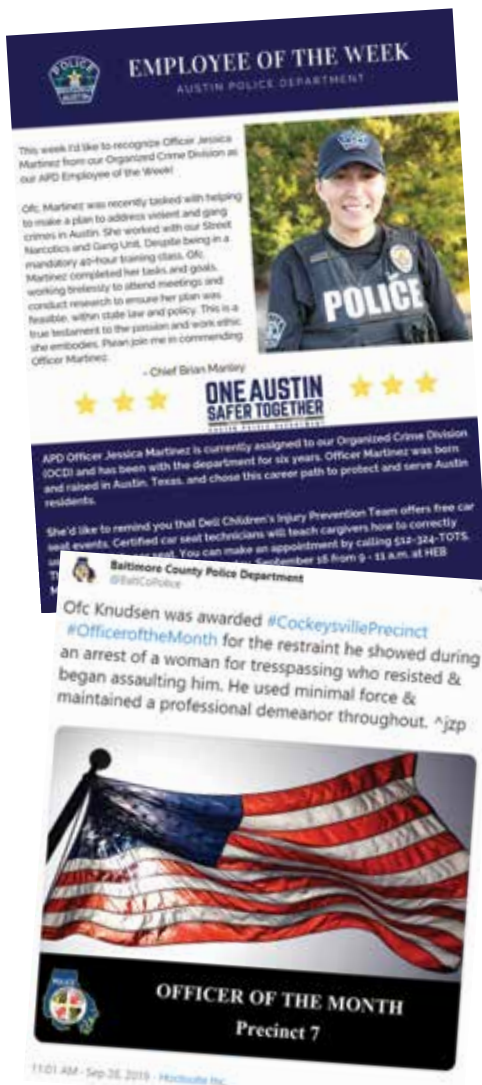 POLICE
AUSTIN
EMPLOYEE OF THE WEEK
AUSTIN POLICE DEPARTMENT
This week I'd like to recognize Officer Jessica
Martinez from our Organized Crime Division as
our APD Employee of the Week!
Ofc. Martinez was recently tasked with helping
to make a plan to address violent and gang
crimes in Austin. She worked with our Street
Narcotics and Gang Unit. Despite being in a
mandatory 40-hour training class, Ofc.
Martinez completed her tasks and goals,
working tirelessly to attend meetings and
conduct research to ensure her plan was
feasible, within state law and policy. This is a
true testament to the passion and work ethic
she embodies. join me in commending
Officer Martinez.
- Chief Brian Manley
POLICE
ONE AUSTIN
SAFER TOGETHER
AUSTIN POLICE DEPARTMENT
APD Officer Jessica Martinez is currently assigned to our Organized Crime Division
(OCD) and has been with the department for six years. Officer Martinez was born
and raised in Austin, Texas, and chose this career path to protect and serve Austin
residents.
She'd like to remind you that Dell Children's Injury Prevention Team offers free car
seat events. Certified car seat technicians will teach cargivers how to correctly
seat. You can make an appointment by calling 512-324-TOTS.
September 18 from 9 - 11 a.m. at HEB
Baltimore County Police Department
@BaltCoPolice
Ofc Knudsen was awarded #CockeysvillePrecinct
#OfficeroftheMonth for the restraint he showed during
an arrest of a woman for tresspassing who resisted &
began assaulting him. He used minimal force &
maintained a professional demeanor throughout. ^jzp
POLICE
OFFICER OF THE MONTH
Precinct 7
11:01 AM - Sep 28, 2019 - Hootsuite Inc.